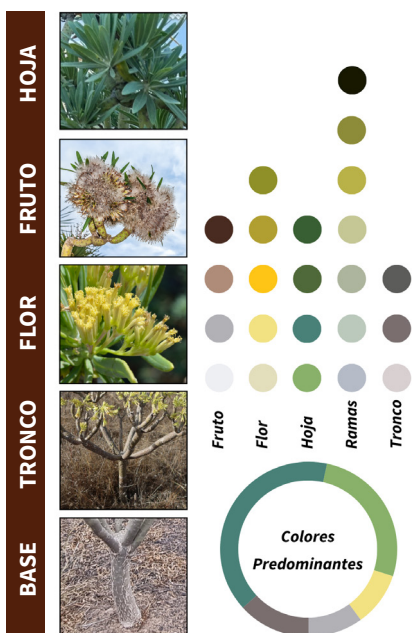 HOJA
FRUTO
FLOR
TRONCO
BASE
Fruto
Flor
Hoja
Ramas
Tronco
Colores
Predominantes